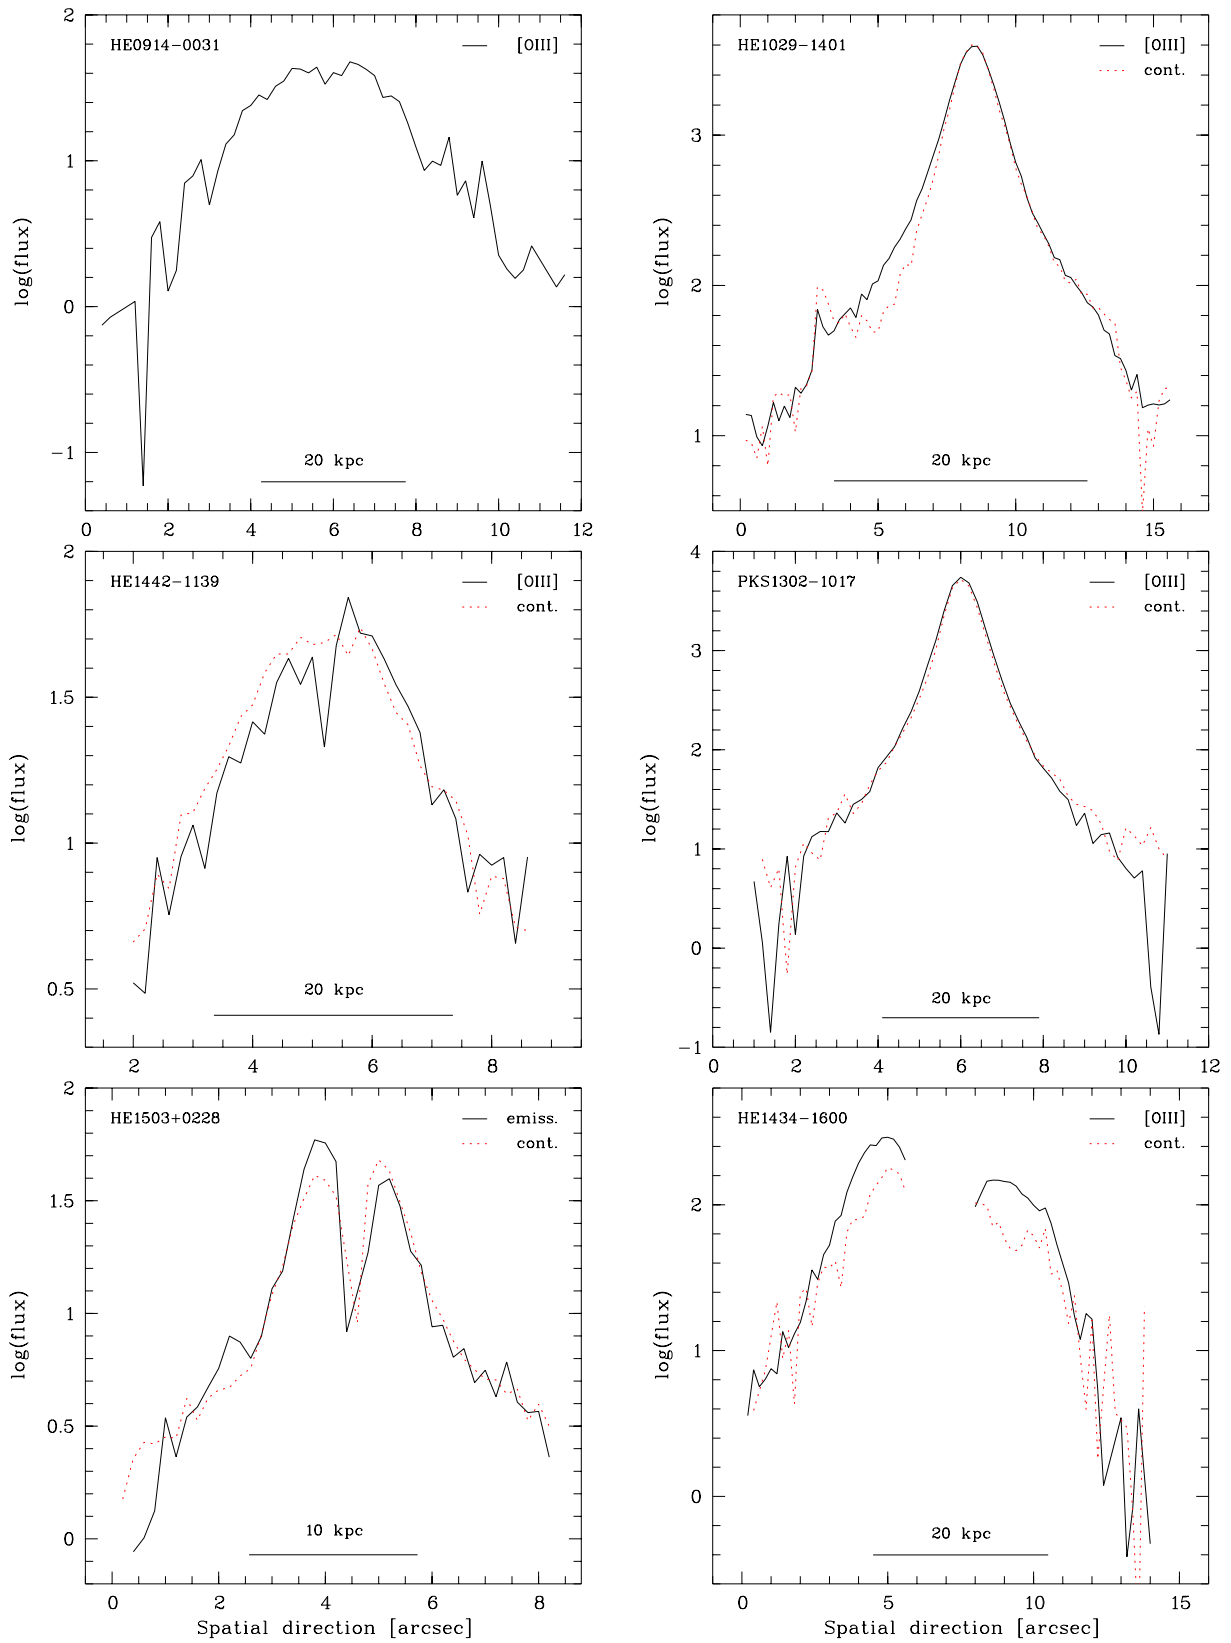 HE0914-0031 [OIII]
log(flux)
2
1
0
-1
20 kpc
0 2 4 6 8 10 12
HE1029-1401 [OIII]
cont.
log(flux)
3
2
1
20 kpc
0 5 10 15
HE1442-1139 [OIII]
cont.
log(flux)
2
1.5
1
0.5
20 kpc
2 4 6 8
PKS1302-1017 [OIII]
cont.
log(flux)
4
3
2
1
0
-1
20 kpc
0 2 4 6 8 10 12
HE1503+0228 emiss.
cont.
log(flux)
2
1.5
1
0.5
0
10 kpc
0 2 4 6 8
Spatial direction [arcsec]
HE1434-1600 [OIII]
cont.
log(flux)
2
1
0
20 kpc
0 5 10 15
Spatial direction [arcsec]